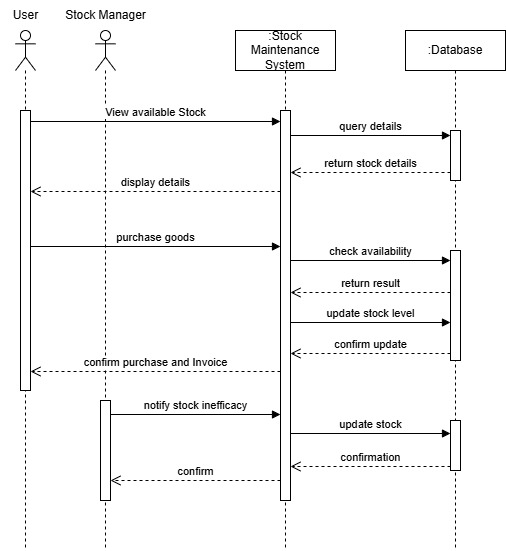 User
Stock Manager
:Stock
Maintenance
System
:Database
View available Stock
query details
return stock details
display details
purchase goods
check availability
return result
update stock level
confirm update
confirm purchase and Invoice
notify stock inefficacy
update stock
confirmation
confirm